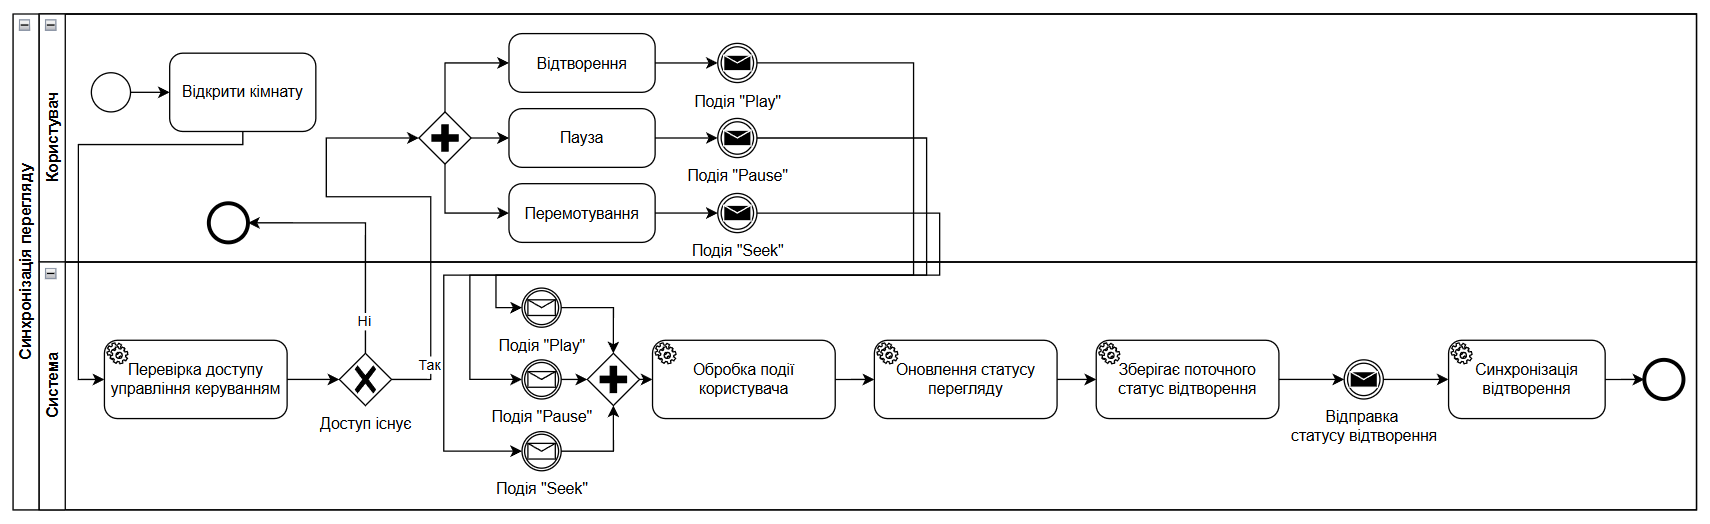 Синхронізація перегляду
Користувач
Відкрити кімнату
Відтворення
Подія "Play"
Пауза
Подія "Pause"
Перемотування
Подія "Seek"
Система
Перевірка доступу
управління керуванням
Ні
Так
Доступ існує
Подія "Play"
Подія "Pause"
Подія "Seek"
Обробка події
користувача
Оновлення статусу
перегляду
Зберігає поточного
статус відтворення
Відправка
статусу відтворення
Синхронізація
відтворення